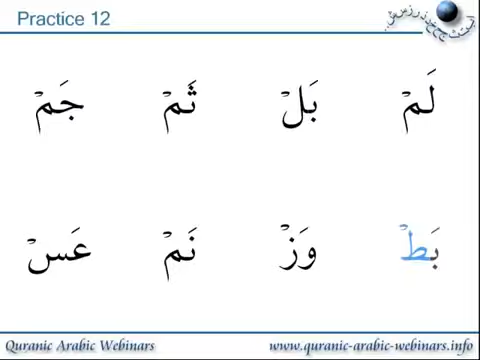 Practice 12
لَمْ بَلْ ثَمْ جَمْ
بَطْ وَزْ نَمْ عَسْ
Quranic Arabic Webinars www.quranic-arabic-webinars.info